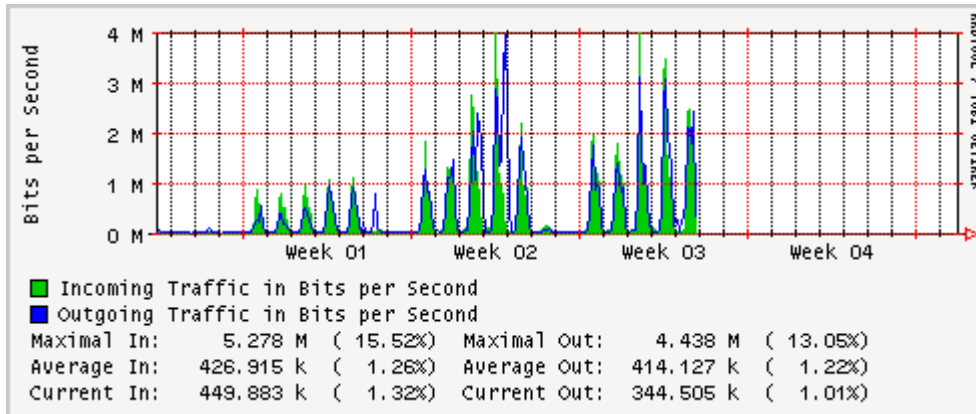 4 M
3 M
2 M
1 M
0 M
Bits per Second
Week 01 Week 02 Week 03 Week 04
Incoming Traffic in Bits per Second
Outgoing Traffic in Bits per Second
Maximal In: 5.278 M ( 15.52%) Maximal Out: 4.438 M ( 13.05%)
Average In: 426.915 k ( 1.26%) Average Out: 414.127 k ( 1.22%)
Current In: 449.883 k ( 1.32%) Current Out: 344.505 k ( 1.01%)